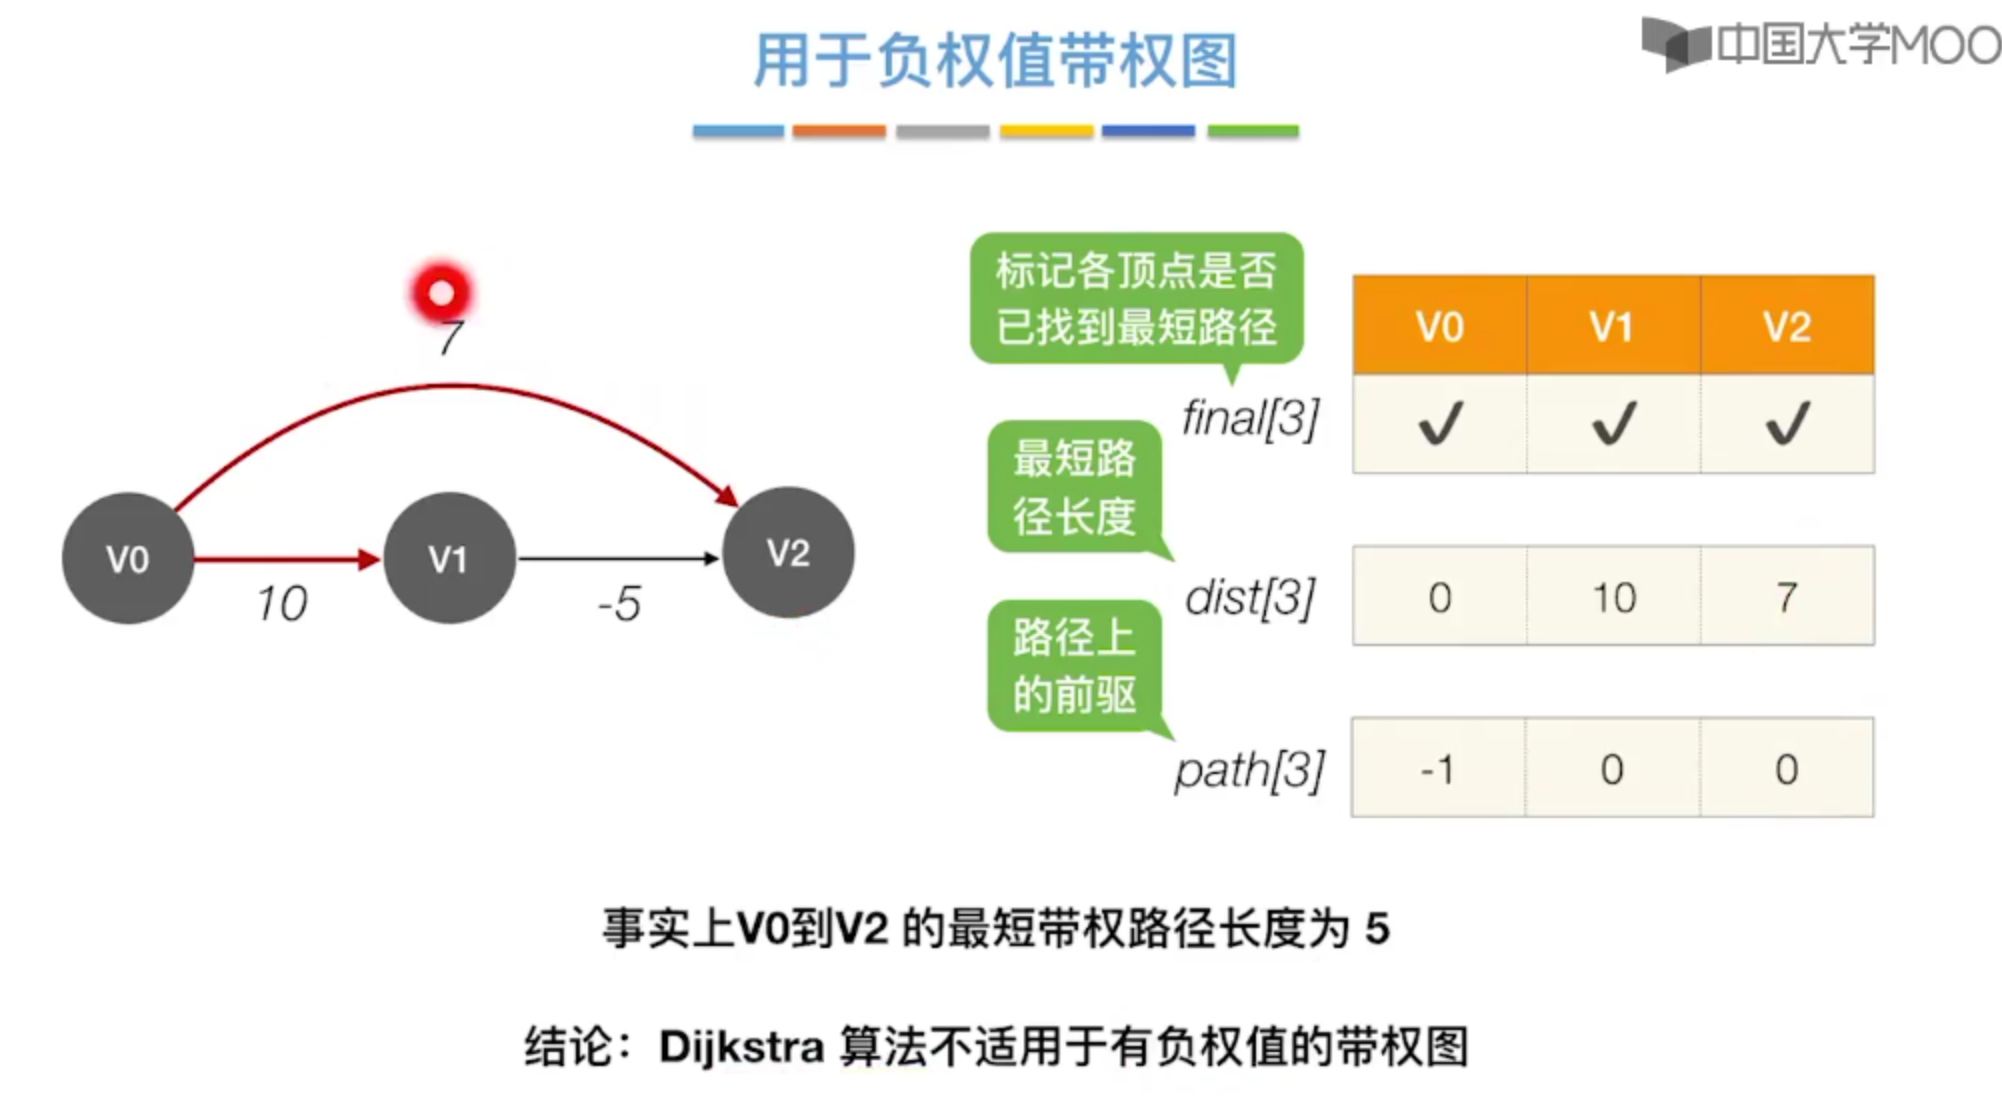 用于负权值带权图
中国大学MOO
7
V0
V1
V2
10
-5
标记各顶点是否
已找到最短路径
V0 V1 V2
final[3] ✓ ✓ ✓
最短路
径长度
dist[3] 0 10 7
路径上
的前驱
path[3] -1 0 0
事实上V0到V2 的最短带权路径长度为 5
结论：Dijkstra 算法不适用于有负权值的带权图